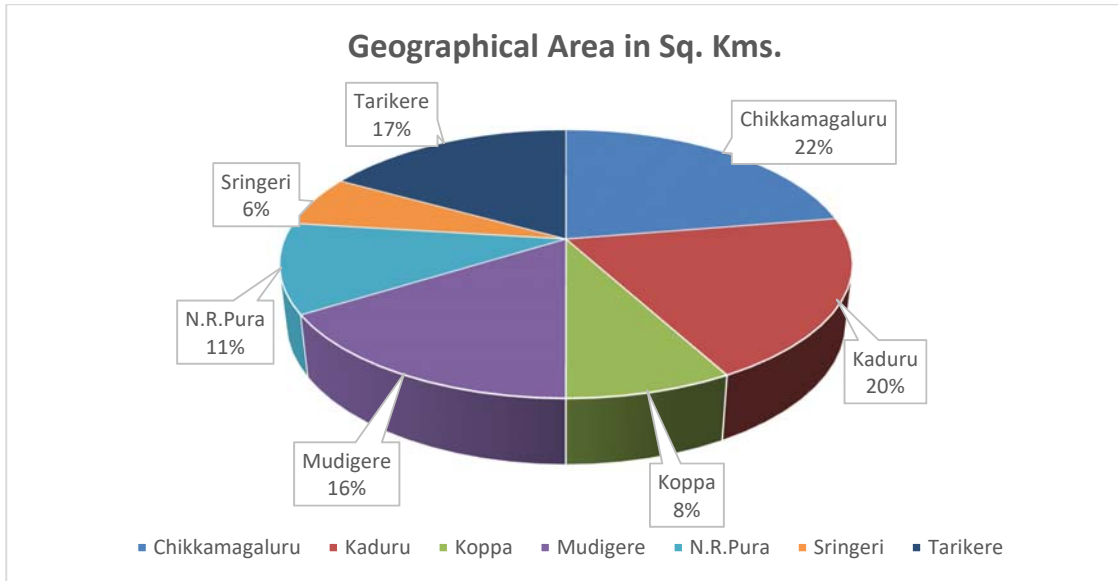 Geographical Area in Sq. Kms.
Tarikere
17%
Chikkamagaluru
22%
Sringeri
6%
N.R.Pura
11%
Kaduru
20%
Mudigere
16%
Koppa
8%
Chikkamagaluru Kaduru Koppa Mudigere N.R.Pura Sringeri Tarikere